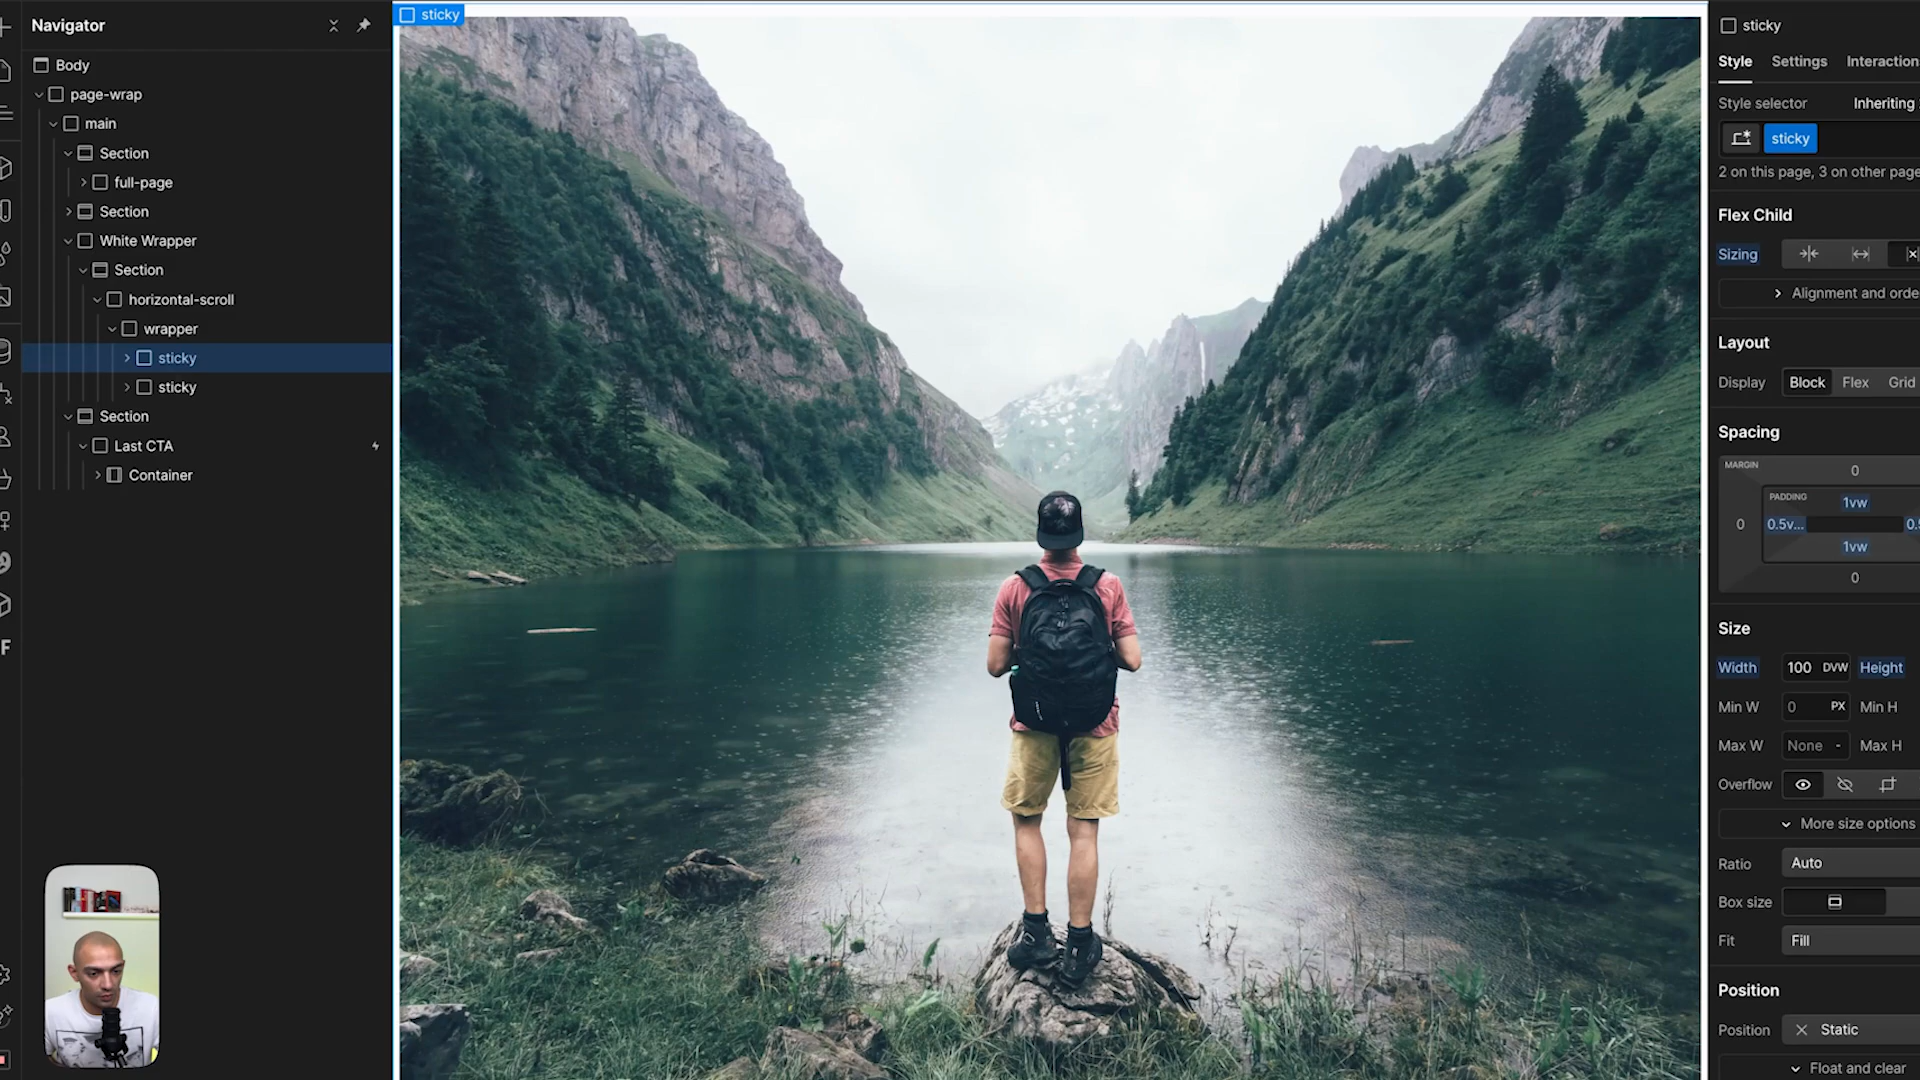 Navigator
Body
page-wrap
main
Section
full-page
Section
White Wrapper
Section
horizontal-scroll
wrapper
sticky
sticky
Section
Last CTA
Container
F
sticky
sticky
Style Settings Interaction
Style selector Inheriting
sticky
2 on this page, 3 on other page
Flex Child
Sizing
Alignment and orde
Layout
Display Block Flex Grid
Spacing
MARGIN 0
PADDING 1vw
0 0.5v... 0.5
1vw
0
Size
Width 100 DVW Height
Min W 0 PX Min H
Max W None - Max H
Overflow
More size options
Ratio Auto
Box size
Fit Fill
Position
Position Static
Float and clear